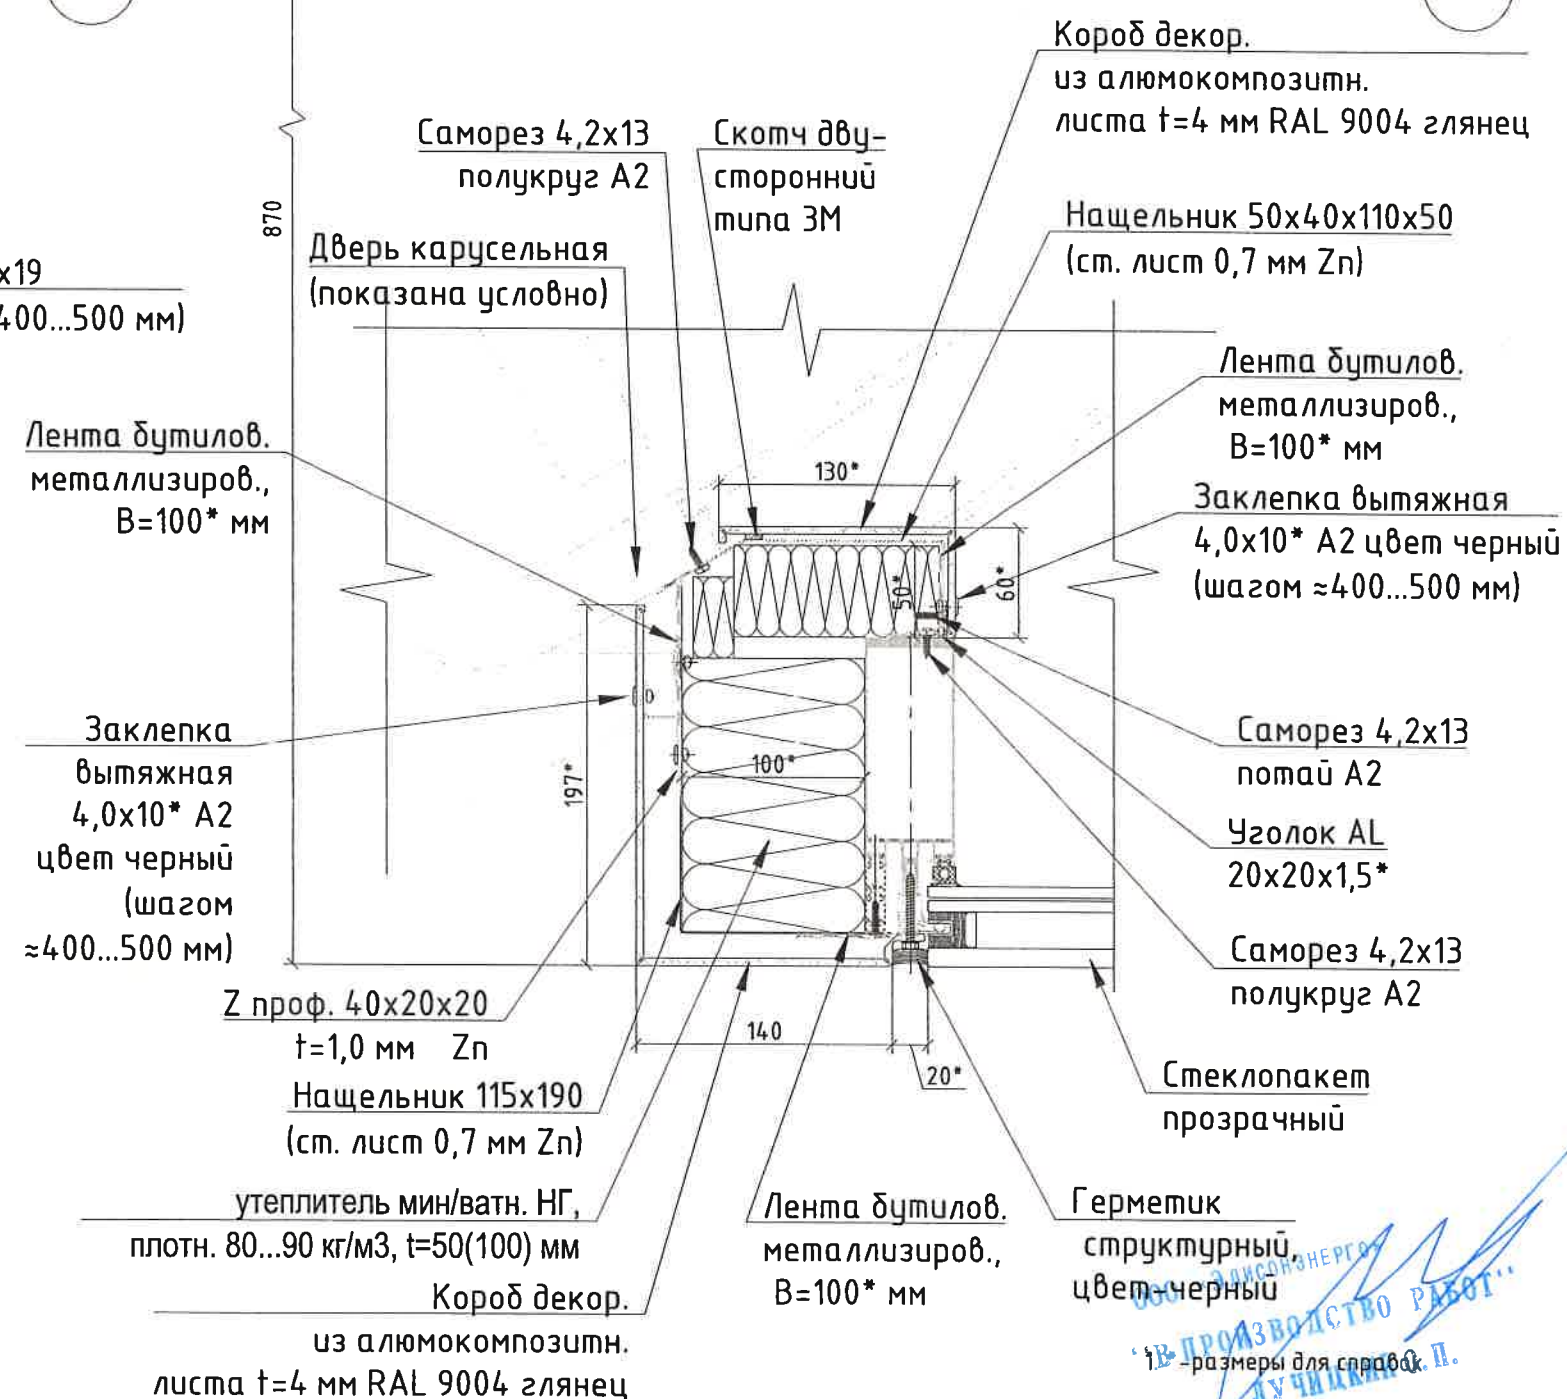 Короб декор.
из алюмокомпозитн.
листа t=4 мм RAL 9004 глянец
Саморез 4,2x13
полукруг А2
Скотч дву-
сторонний
типа 3М
870
Нащельник 50x40x110x50
(ст. лист 0,7 мм Zn)
Дверь карусельная
(показана условно)
x19
400...500 мм)
Лента бутилов.
металлизиров.,
B=100* мм
Лента бутилов.
металлизиров.,
B=100* мм
130*
Заклепка вытяжная
4,0x10* А2 цвет черный
(шагом ≈400...500 мм)
50*
60*
Заклепка
вытяжная
4,0x10* А2
цвет черный
(шагом
≈400...500 мм)
197*
100*
Саморез 4,2x13
потай А2
Уголок AL
20x20x1,5*
Саморез 4,2x13
полукруг А2
Z проф. 40x20x20
t=1,0 мм Zn
140
20*
Нащельник 115x190
(ст. лист 0,7 мм Zn)
Стеклопакет
прозрачный
утеплитель мин/ватн. НГ,
плотн. 80...90 кг/м3, t=50(100) мм
Лента бутилов.
металлизиров.,
B=100* мм
Герметик
структурный,
цвет-черный
Короб декор.
из алюмокомпозитн.
листа t=4 мм RAL 9004 глянец
ООО "ЭДИСОНЭНЕРГО"
"В ПРОИЗВОДСТВО РАБОТ"
ЛУЧИЦКИЙ О.П.
1. -размеры для справок.